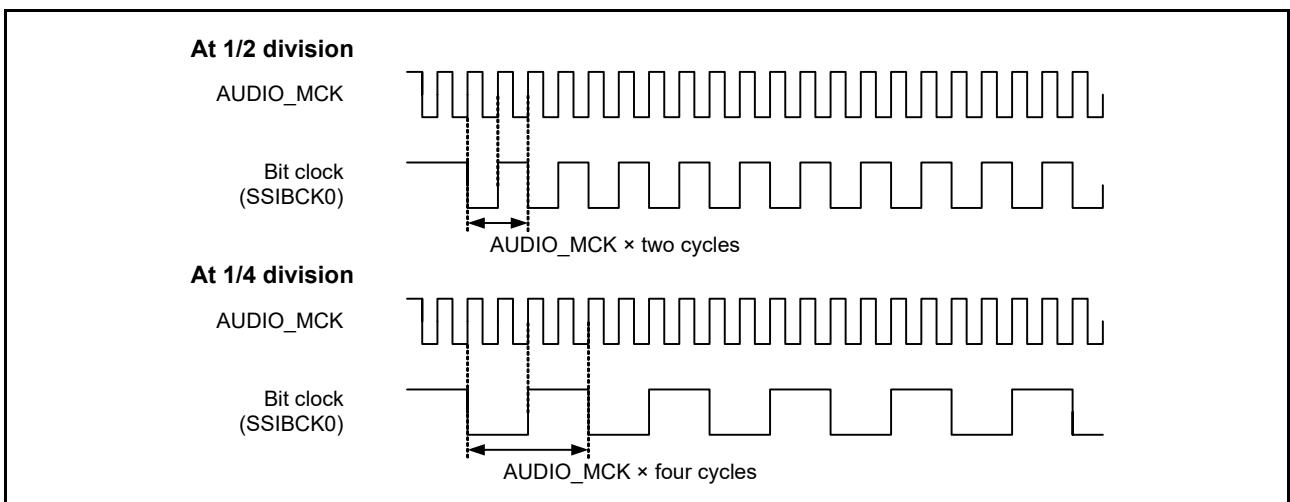 At 1/2 division
AUDIO_MCK
Bit clock
(SSIBCK0)
AUDIO_MCK × two cycles
At 1/4 division
AUDIO_MCK
Bit clock
(SSIBCK0)
AUDIO_MCK × four cycles